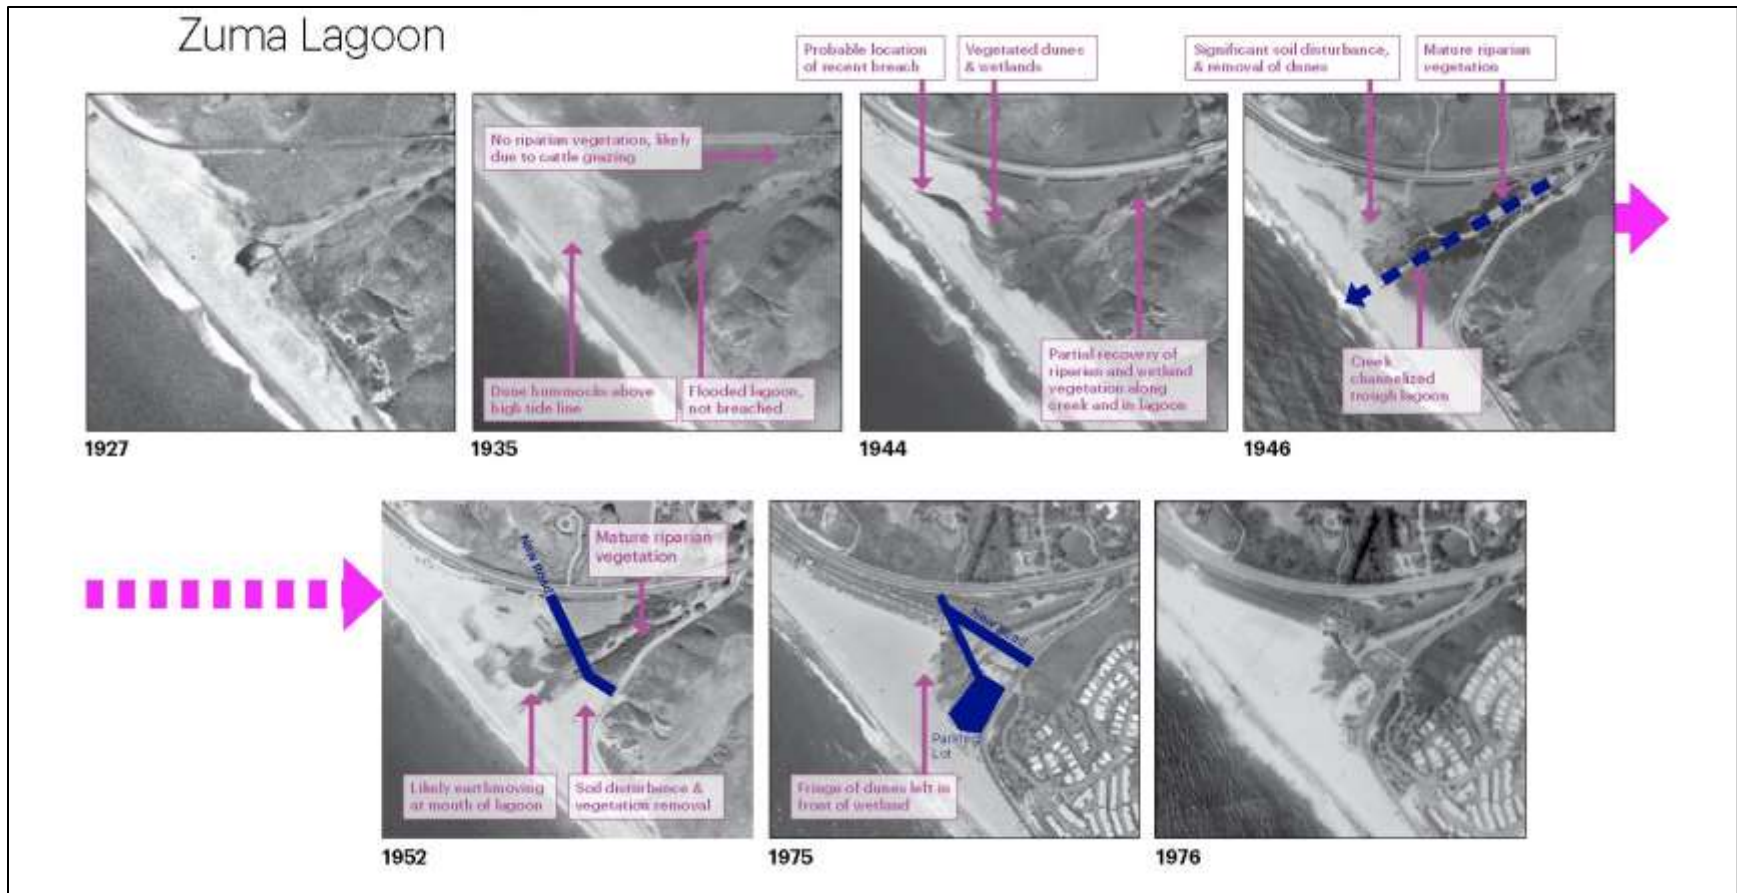 Zuma Lagoon
Probable location
of recent breach
Vegetated dunes
& wetlands
Significant soil disturbance,
& removal of dunes
Mature riparian
vegetation
No riparian vegetation, likely
due to cattle grazing
Dune hummocks above
high tide line
Flooded lagoon,
not breached
Partial recovery of
riparian and wetland
vegetation along
creek and in lagoon
Creek
channelized
trough lagoon
1927
1935
1944
1946
New Road
Mature riparian
vegetation
Likely earthmoving
at mouth of lagoon
Soil disturbance &
vegetation removal
New Road
Parking
Lot
Fringe of dunes left in
front of wetland
1952
1975
1976